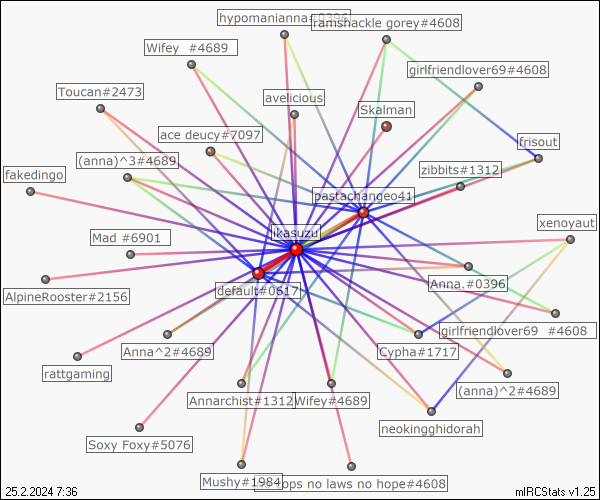 hypomanianna#0396
ramshackle gorey#4608
Wifey #4689
girlfriendlover69#4608
Toucan#2473
avelicious
Skalman
ace deucy#7097
frisout
(anna)^3#4689
zibbits#1312
fakedingo
pastachangeo41
xenoyaut
ikasuzu
Mad #6901
Anna.#0396
default#0617
AlpineRooster#2156
girlfriendlover69 #4608
Anna^2#4689
Cypha#1717
rattgaming
(anna)^2#4689
Annarchist#1312
Wifey#4689
neokingghidorah
Soxy Foxy#5076
Mushy#1984
ops no laws no hope#4608
25.2.2024 7:36
mIRCStats v1.25